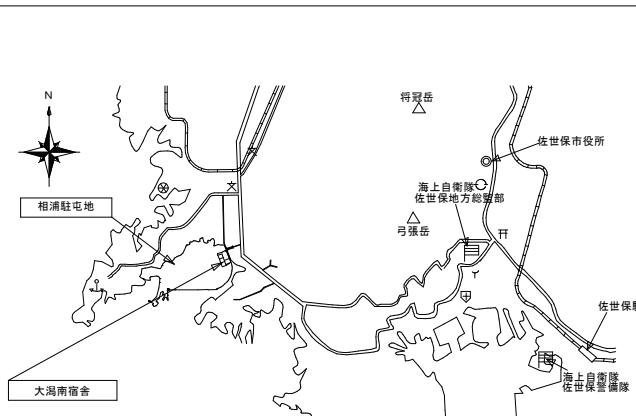 N
将冠岳
佐世保市役所
海上自衛隊
佐世保地方総監部
相浦駐屯地
弓張岳
佐世保駅
大潟南宿舎
海上自衛隊
佐世保警備隊